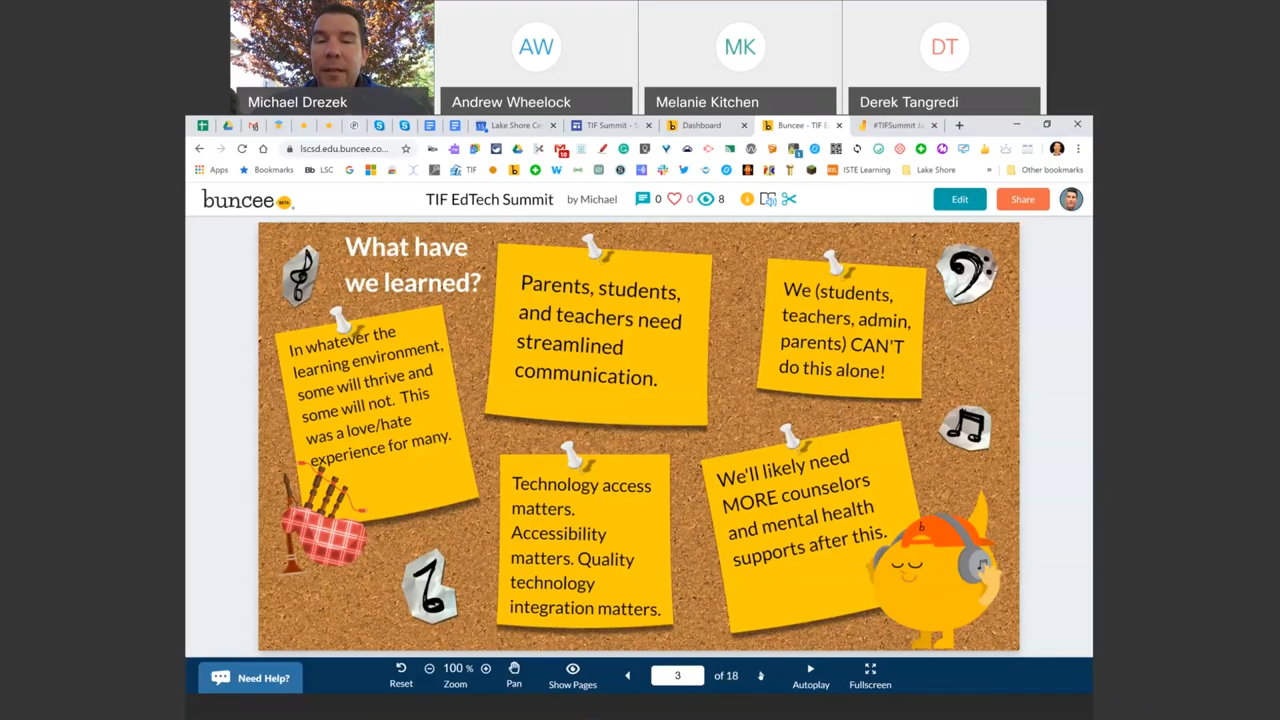 AW
MK
DT
Michael Drezek
Andrew Wheelock
Melanie Kitchen
Derek Tangredi
Lake Shore Ce
TIF Summit - S
Dashboard
Buncee - TIF E
#TIFSummit J
lscsd.edu.buncee.co...
10
Apps
Bookmarks
Bb LSC
TIF
ISTE Learning
Lake Shore
»
Other bookmarks
buncee BETA
TIF EdTech Summit
by Michael
0
0
8
Edit
Share
What have
we learned?
In whatever the
learning environment,
some will thrive and
some will not. This
was a love/hate
experience for many.
Parents, students,
and teachers need
streamlined
communication.
We (students,
teachers, admin,
parents) CAN'T
do this alone!
Technology access
matters.
Accessibility
matters. Quality
technology
integration matters.
We'll likely need
MORE counselors
and mental health
supports after this.
b
Need Help?
Reset
100 %
Zoom
Pan
Show Pages
3
of 18
Autoplay
Fullscreen